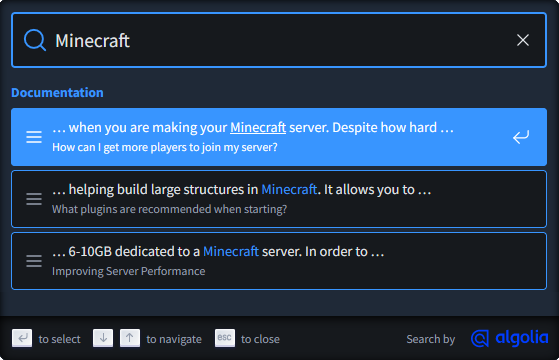 Minecraft
Documentation
… when you are making your Minecraft server. Despite how hard …
How can I get more players to join my server?
… helping build large structures in Minecraft. It allows you to …
What plugins are recommended when starting?
… 6-10GB dedicated to a Minecraft server. In order to …
Improving Server Performance
to select to navigate esc to close Search by algolia